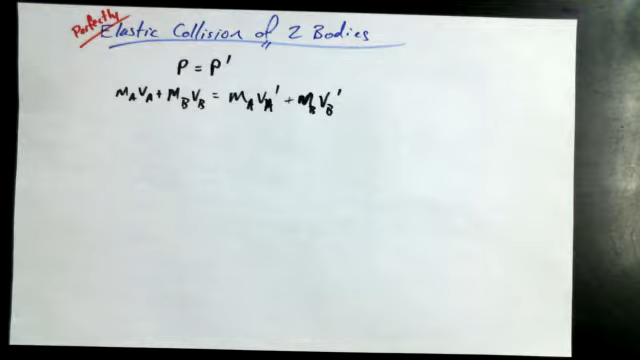 Perfectly Elastic Collision of 2 Bodies
P = P'
mAVA + mBVB = mAVA' + mBVB'